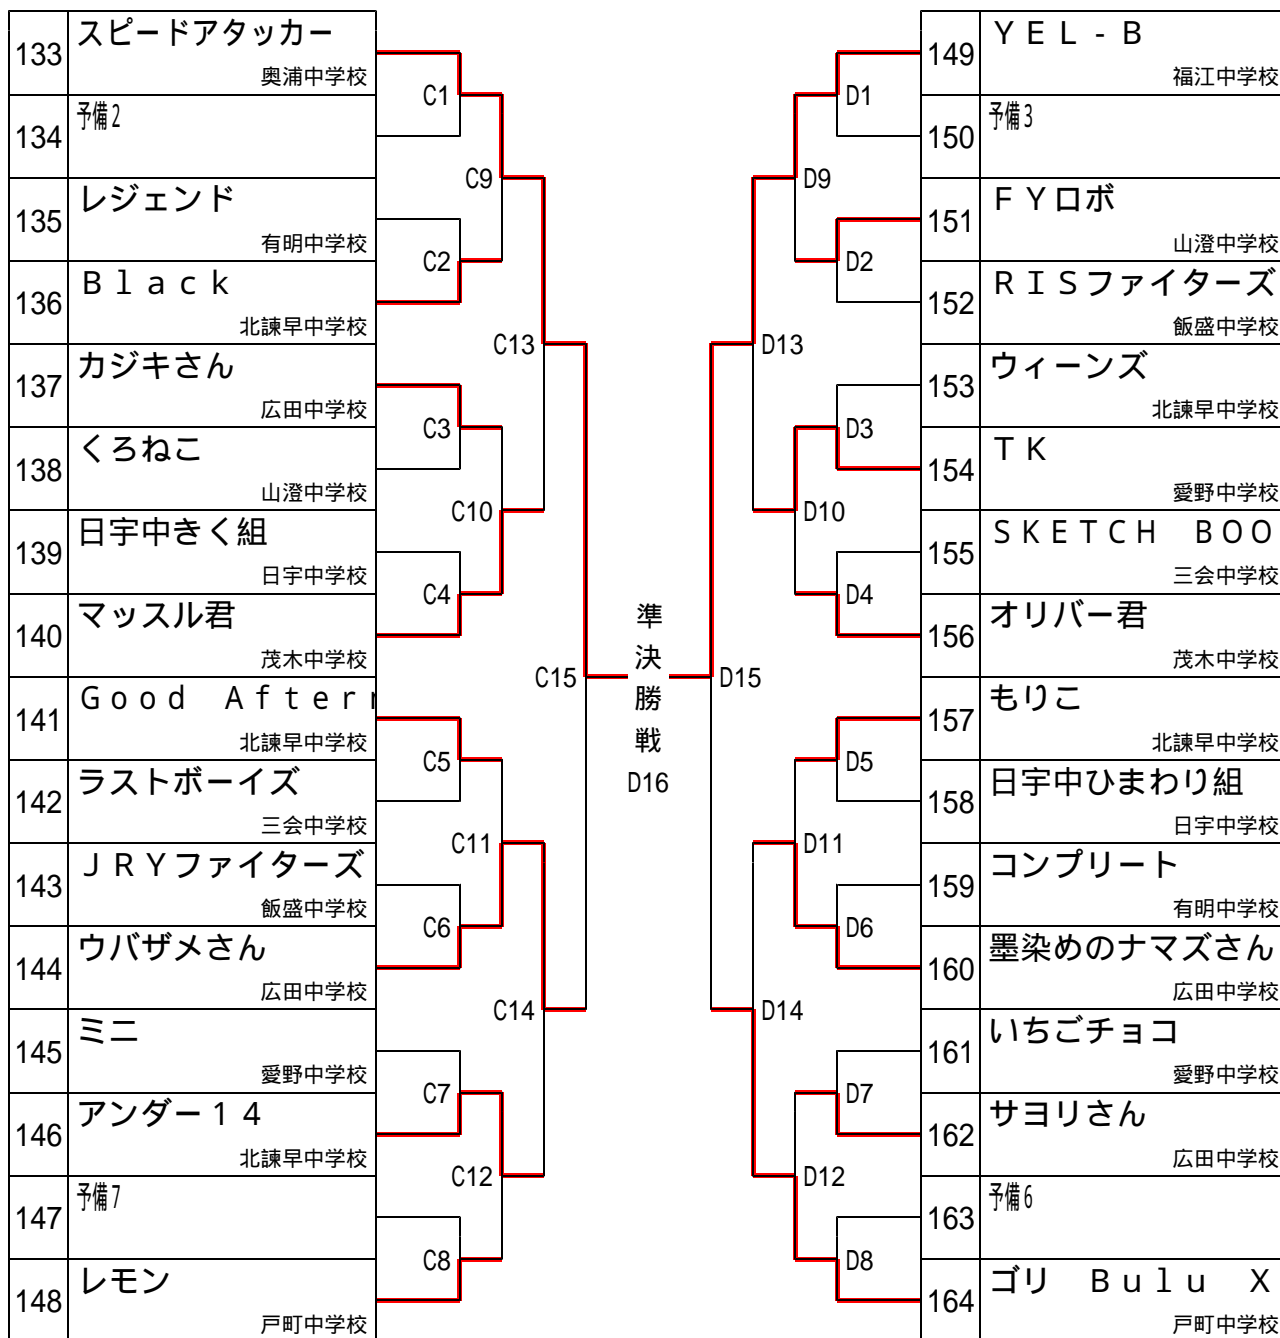 133 スピードアタッカー
奥浦中学校
134 予備2
135 レジェンド
有明中学校
136 Ｂｌａｃｋ
北諫早中学校
137 カジキさん
広田中学校
138 くろねこ
山澄中学校
139 日宇中きく組
日宇中学校
140 マッスル君
茂木中学校
141 Ｇｏｏｄ　Ａｆｔｅｒ
北諫早中学校
142 ラストボーイズ
三会中学校
143 ＪＲＹファイターズ
飯盛中学校
144 ウバザメさん
広田中学校
145 ミニ
愛野中学校
146 アンダー１４
北諫早中学校
147 予備7
148 レモン
戸町中学校
C1
C2
C3
C4
C5
C6
C7
C8
C9
C10
C11
C12
C13
C14
C15
準
決
勝
戦
D16
D15
D13
D14
D9
D10
D11
D12
D1
D2
D3
D4
D5
D6
D7
D8
149 ＹＥＬ－Ｂ
福江中学校
150 予備3
151 ＦＹロボ
山澄中学校
152 ＲＩＳファイターズ
飯盛中学校
153 ウィーンズ
北諫早中学校
154 ＴＫ
愛野中学校
155 ＳＫＥＴＣＨ　ＢＯＯ
三会中学校
156 オリバー君
茂木中学校
157 もりこ
北諫早中学校
158 日宇中ひまわり組
日宇中学校
159 コンプリート
有明中学校
160 墨染めのナマズさん
広田中学校
161 いちごチョコ
愛野中学校
162 サヨリさん
広田中学校
163 予備6
164 ゴリ　Ｂｕｌｕ　Ｘ
戸町中学校